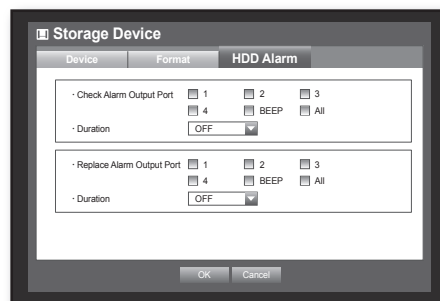 Storage Device
Device Format HDD Alarm
· Check Alarm Output Port 1 2 3
4 BEEP All
· Duration OFF
· Replace Alarm Output Port 1 2 3
4 BEEP All
· Duration OFF
OK Cancel